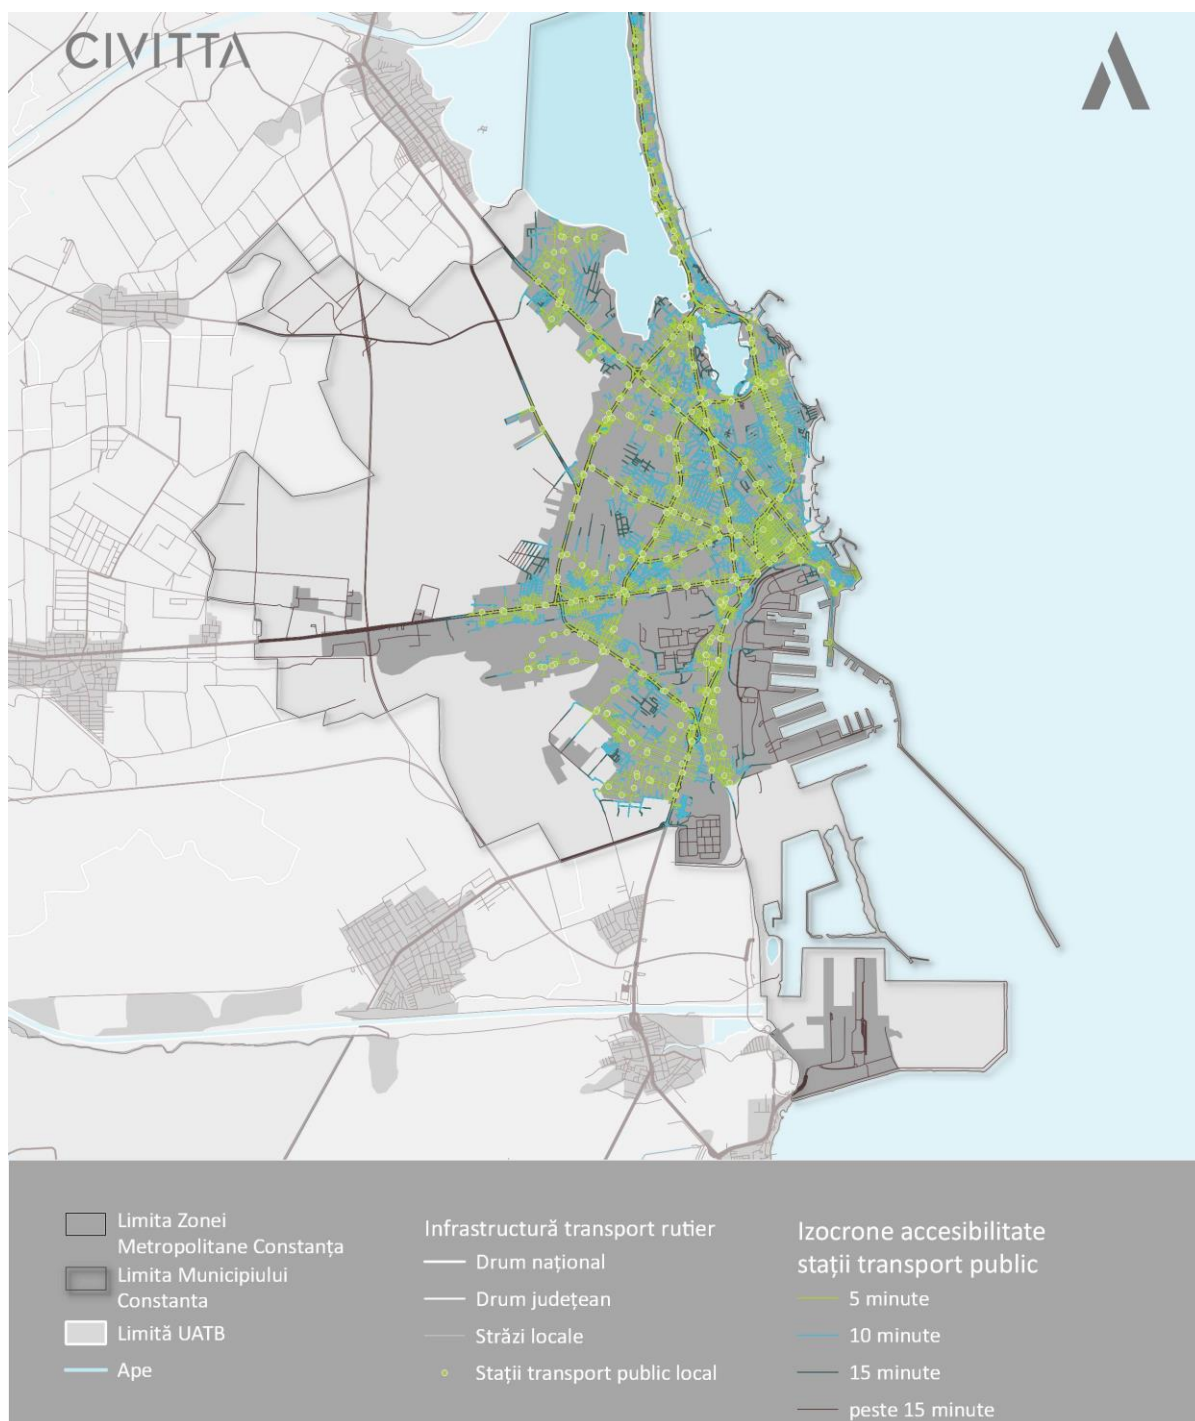 CIVITTA
Limita Zonei
Metropolitane Constanța
Limita Municipiului
Constanta
Limită UATB
Ape
Infrastructură transport rutier
Drum național
Drum județean
Străzi locale
Stații transport public local
Izocrone accesibilitate
stații transport public
5 minute
10 minute
15 minute
peste 15 minute